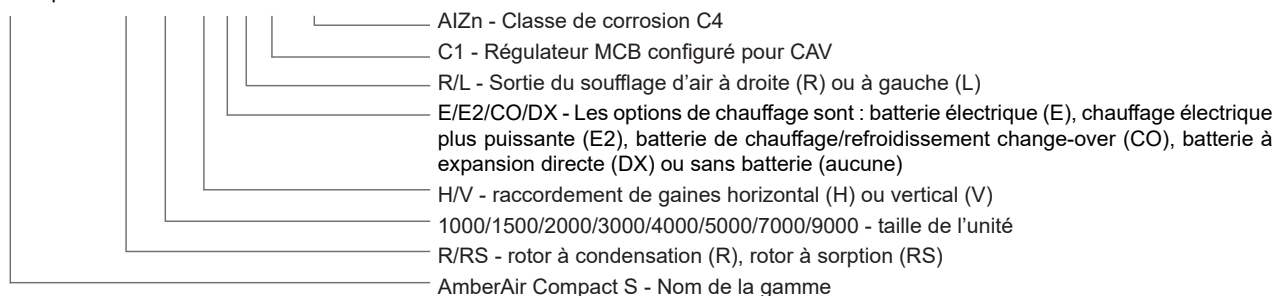 AlZn - Classe de corrosion C4
C1 - Régulateur MCB configuré pour CAV
R/L - Sortie du soufflage d'air à droite (R) ou à gauche (L)
E/E2/CO/DX - Les options de chauffage sont : batterie électrique (E), chauffage électrique
plus puissante (E2), batterie de chauffage/refroidissement change-over (CO), batterie à
expansion directe (DX) ou sans batterie (aucune)
H/V - raccordement de gaines horizontal (H) ou vertical (V)
1000/1500/2000/3000/4000/5000/7000/9000 - taille de l'unité
R/RS - rotor à condensation (R), rotor à sorption (RS)
AmberAir Compact S - Nom de la gamme